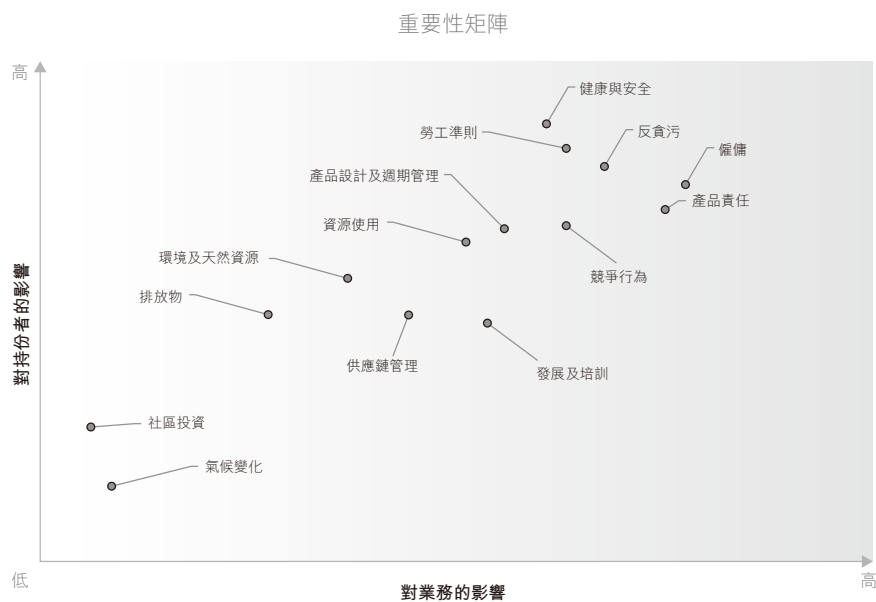 重要性矩陣
高
健康與安全
勞工準則
反貪污
僱傭
產品設計及週期管理
產品責任
資源使用
環境及天然資源
競爭行為
排放物
對持份者的影響
供應鏈管理
發展及培訓
社區投資
氣候變化
低
高
對業務的影響